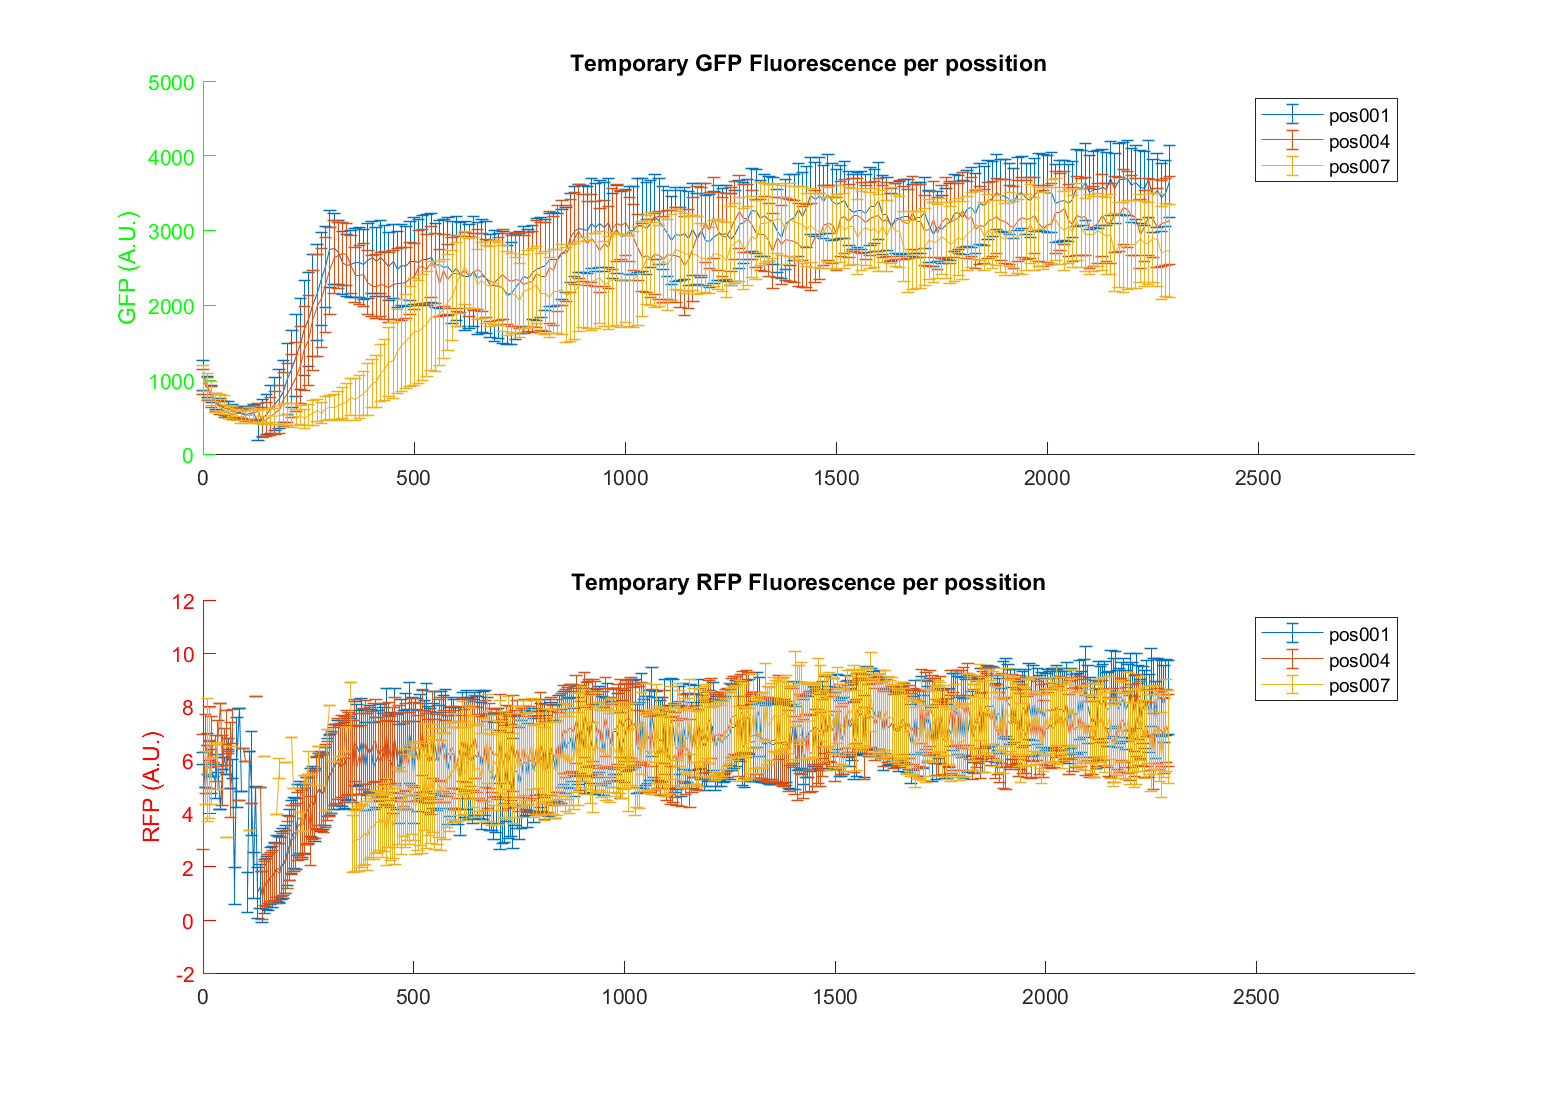 Temporary GFP Fluorescence per possition
5000
4000
3000
2000
1000
0
GFP (A.U.)
0 500 1000 1500 2000 2500
pos001
pos004
pos007
Temporary RFP Fluorescence per possition
12
10
8
6
4
2
0
-2
RFP (A.U.)
0 500 1000 1500 2000 2500
pos001
pos004
pos007